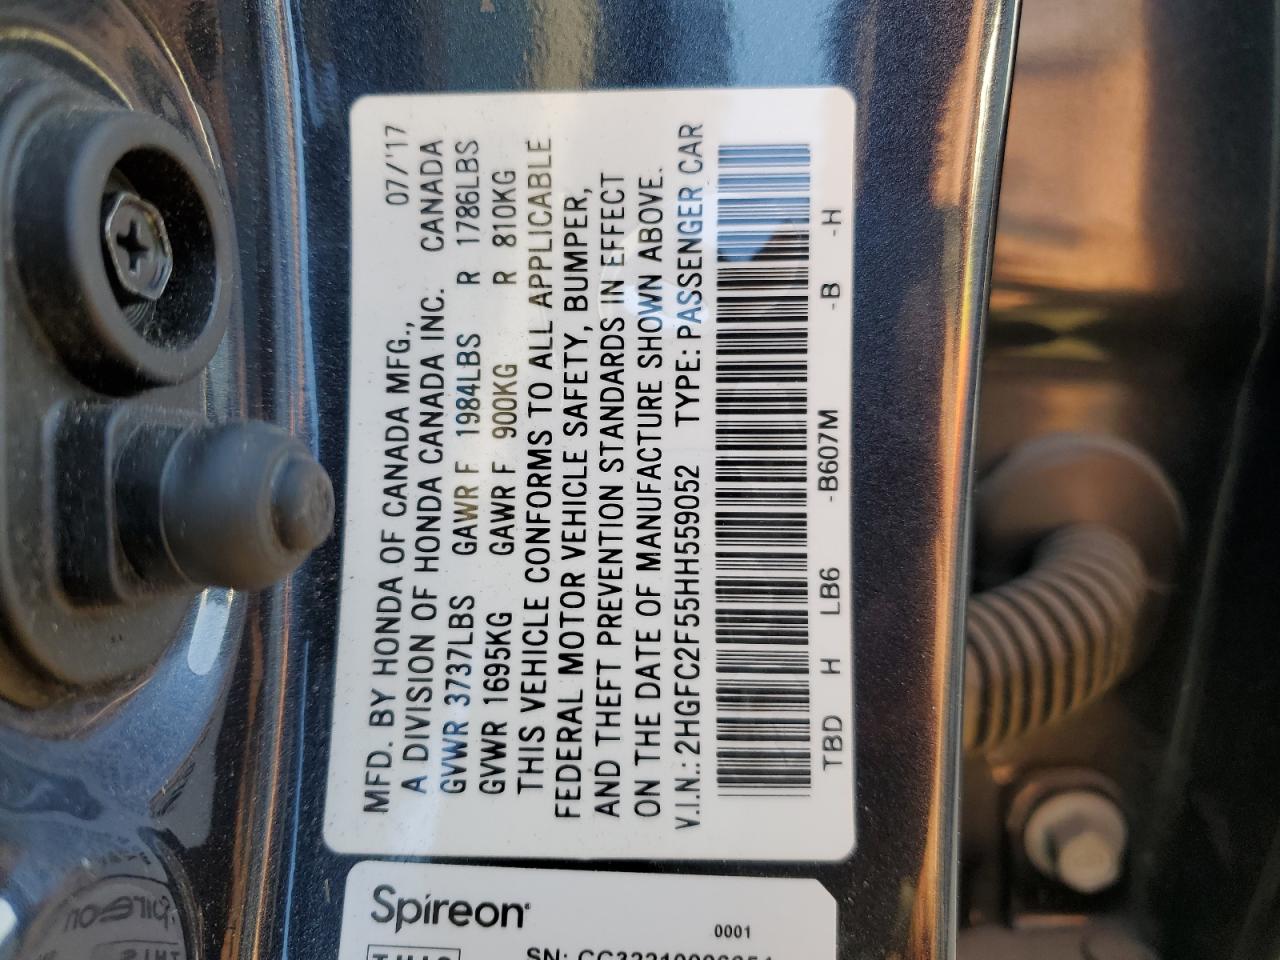 MFD. BY HONDA OF CANADA MFG., 07/'17
A DIVISION OF HONDA CANADA INC. CANADA
GVWR 3737LBS GAWR F 1984LBS R 1786LBS
GVWR 1695KG GAWR F 900KG R 810KG
THIS VEHICLE CONFORMS TO ALL APPLICABLE
FEDERAL MOTOR VEHICLE SAFETY, BUMPER,
AND THEFT PREVENTION STANDARDS IN EFFECT
ON THE DATE OF MANUFACTURE SHOWN ABOVE.
V.I.N.: 2HGFC2F55HH559052 TYPE: PASSENGER CAR
TBD H LB6 -B607M -B -H
Spireon
0001
SN: